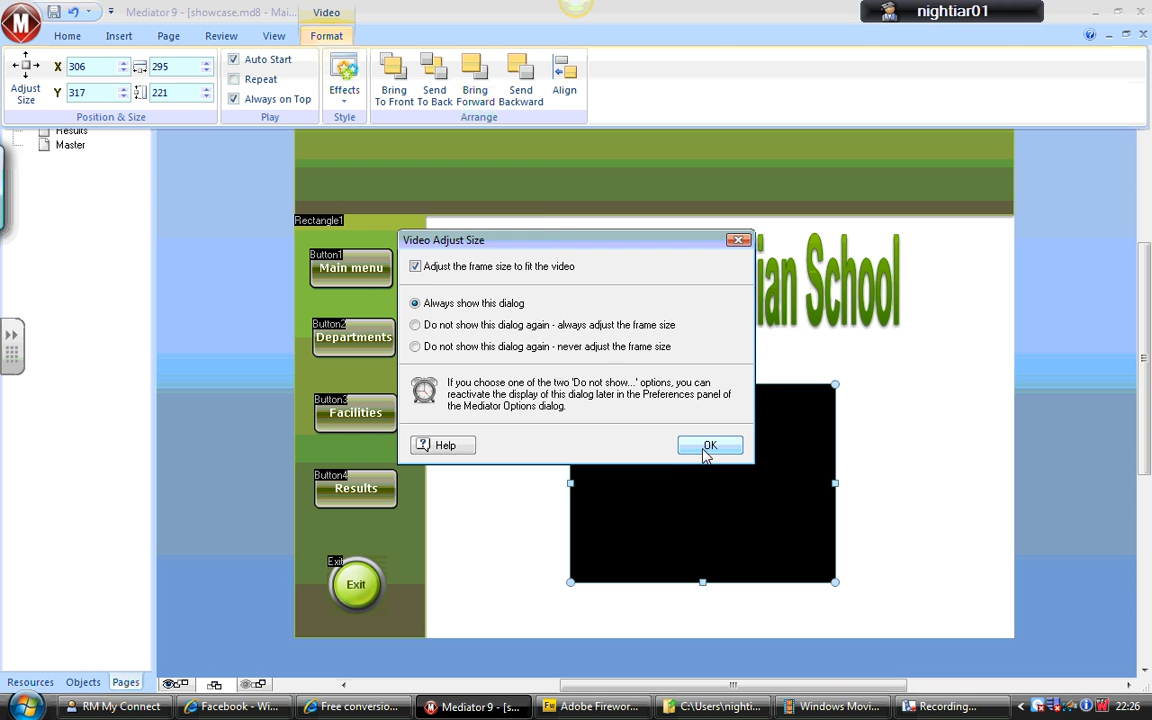 Mediator 9 - [showcase.md8 - Mai...
Video
nightiar01
Home
Insert
Page
Review
View
Format
X
306
295
Auto Start
Adjust
Size
Y
317
221
Repeat
Always on Top
Effects
Bring
To Front
Send
To Back
Bring
Forward
Send
Backward
Align
Position & Size
Play
Style
Arrange
Results
Master
Rectangle1
Button1
Main menu
Button2
Departments
Button3
Facilities
Button4
Results
Exit
Exit
ian School
Video Adjust Size
Adjust the frame size to fit the video
Always show this dialog
Do not show this dialog again - always adjust the frame size
Do not show this dialog again - never adjust the frame size
If you choose one of the two 'Do not show...' options, you can
reactivate the display of this dialog later in the Preferences panel of
the Mediator Options dialog.
Help
OK
Resources
Objects
Pages
RM My Connect
Facebook - Wi...
Free conversio...
Mediator 9 - [s...
Adobe Firewor...
C:\Users\nighti...
Windows Movi...
Recording...
22:26